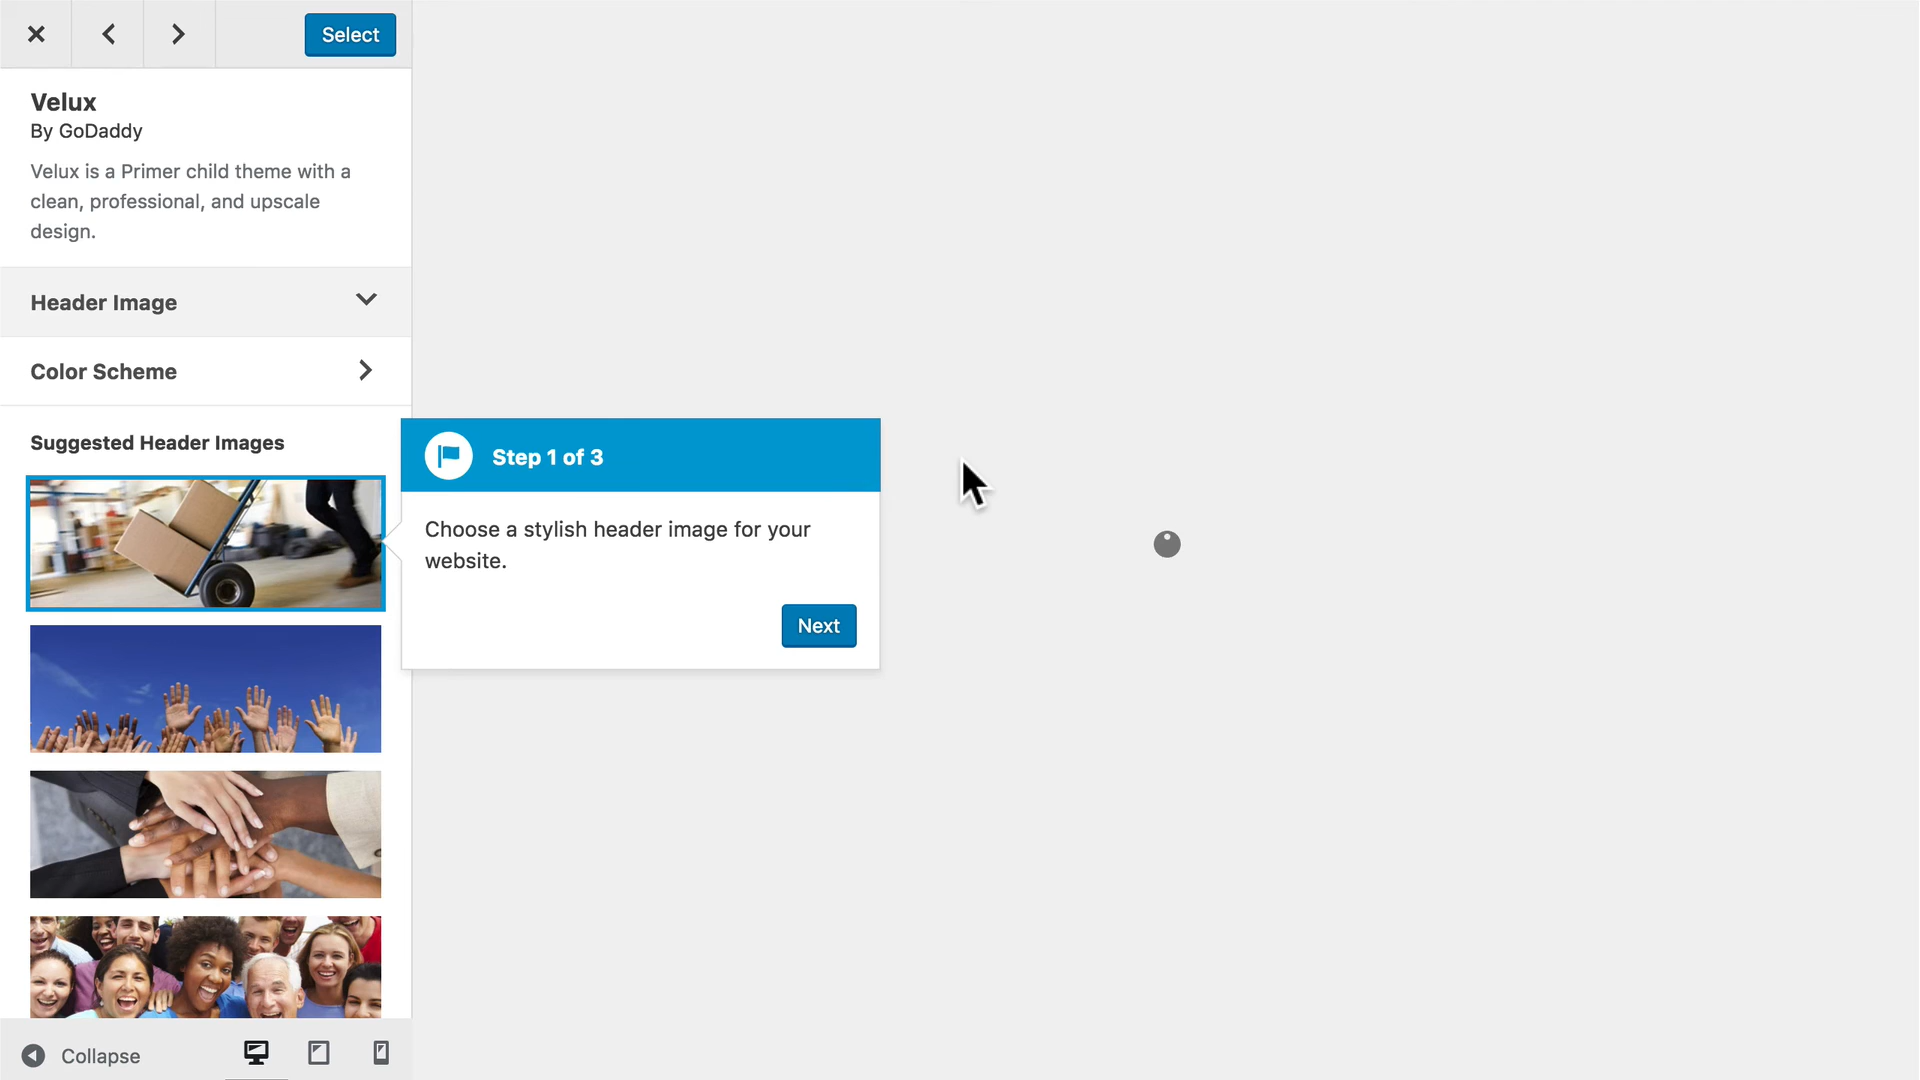 Select
Velux
By GoDaddy
Velux is a Primer child theme with a
clean, professional, and upscale
design.
Header Image
Color Scheme
Suggested Header Images
Step 1 of 3
Choose a stylish header image for your
website.
Next
Collapse